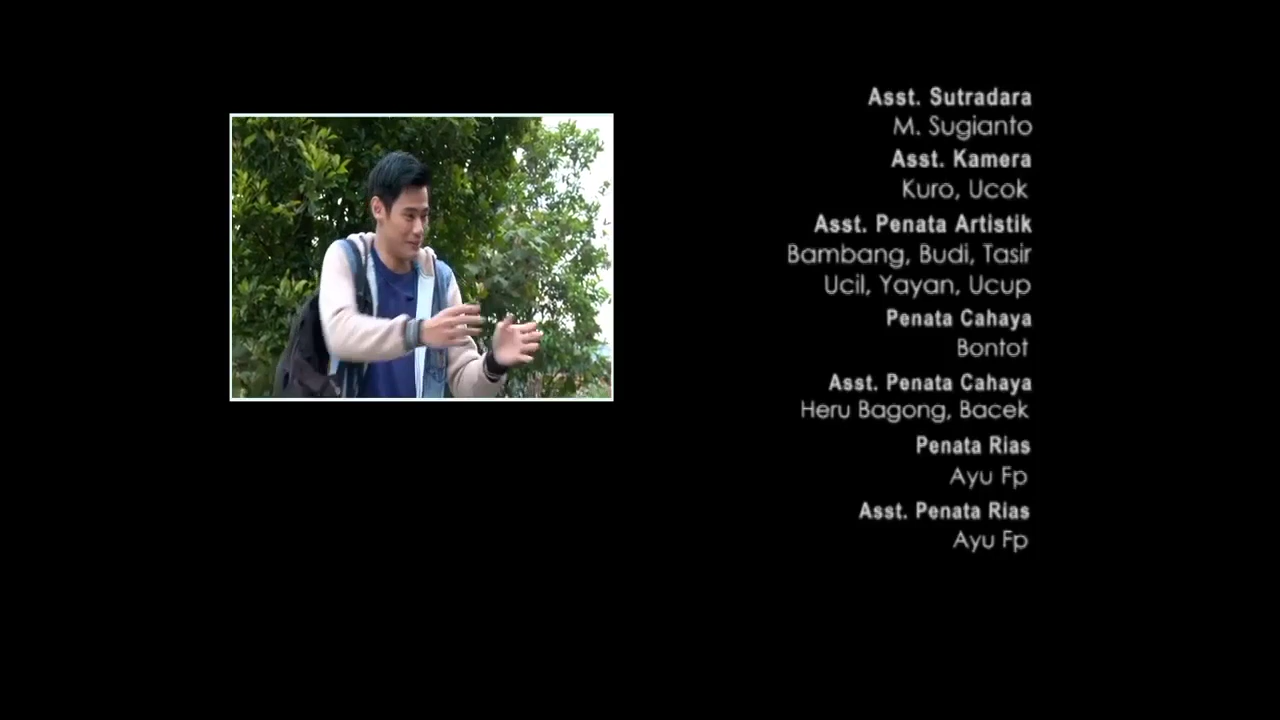 Asst. Sutradara
M. Sugianto
Asst. Kamera
Kuro, Ucok
Asst. Penata Artistik
Bambang, Budi, Tasir
Ucil, Yayan, Ucup
Penata Cahaya
Bontot
Asst. Penata Cahaya
Heru Bagong, Bacek
Penata Rias
Ayu Fp
Asst. Penata Rias
Ayu Fp